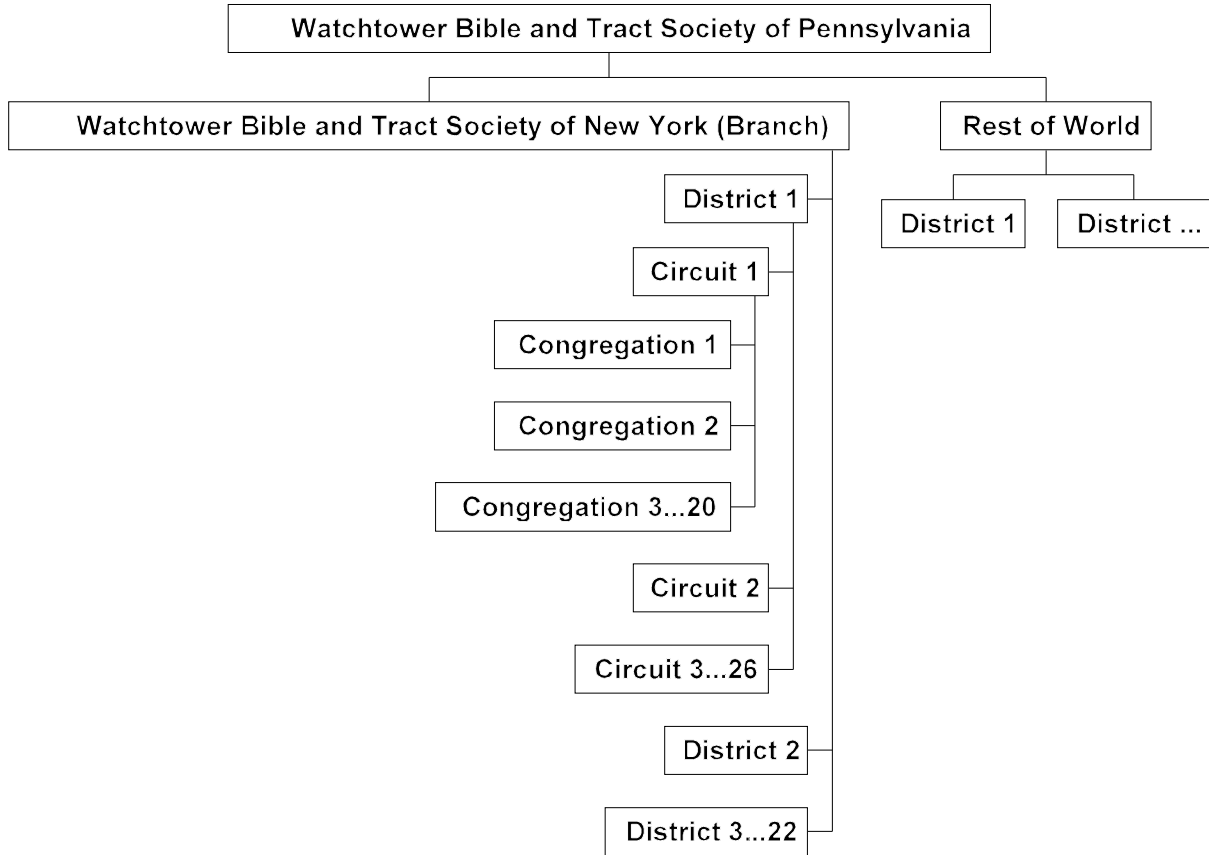 Watchtower Bible and Tract Society of Pennsylvania
Watchtower Bible and Tract Society of New York (Branch)
Rest of World
District 1
District 1
District ...
Circuit 1
Congregation 1
Congregation 2
Congregation 3...20
Circuit 2
Circuit 3...26
District 2
District 3...22